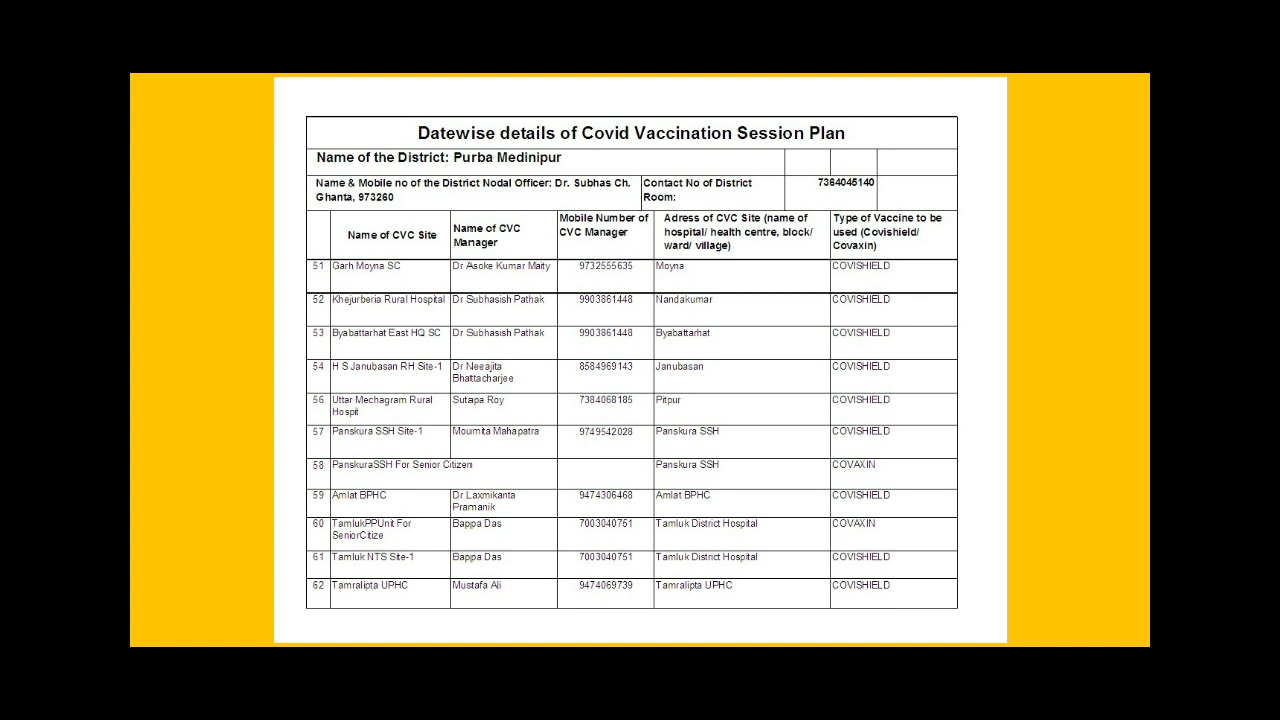 Datewise details of Covid Vaccination Session Plan
Name of the District: Purba Medinipur
Name & Mobile no of the District Nodal Officer: Dr. Subhas Ch. Ghanta, 973260 Contact No of District Room: 7364045140
Name of CVC Site Name of CVC Manager Mobile Number of CVC Manager Adress of CVC Site (name of hospital/ health centre, block/ ward/ village) Type of Vaccine to be used (Covishield/ Covaxin)
51 Garh Moyna SC Dr Asoke Kumar Maity 9732555635 Moyna COVISHIELD
52 Khejurberia Rural Hospital Dr Subhasish Pathak 9903861448 Nandakumar COVISHIELD
53 Byabattarhat East HQ SC Dr Subhasish Pathak 9903861448 Byabattarhat COVISHIELD
54 H S Janubasan RH Site-1 Dr Neeajita Bhattacharjee 8584969143 Janubasan COVISHIELD
56 Uttar Mechagram Rural Hospit Sutapa Roy 7384068185 Pitpur COVISHIELD
57 Panskura SSH Site-1 Moumita Mahapatra 9749542028 Panskura SSH COVISHIELD
58 PanskuraSSH For Senior Citizen Panskura SSH COVAXIN
59 Amlat BPHC Dr Laxmikanta Pramanik 9474306468 Amlat BPHC COVISHIELD
60 TamlukPPUnit For SeniorCitize Bappa Das 7003040751 Tamluk District Hospital COVAXIN
61 Tamluk NTS Site-1 Bappa Das 7003040751 Tamluk District Hospital COVISHIELD
62 Tamralipta UPHC Mustafa Ali 9474069739 Tamralipta UPHC COVISHIELD